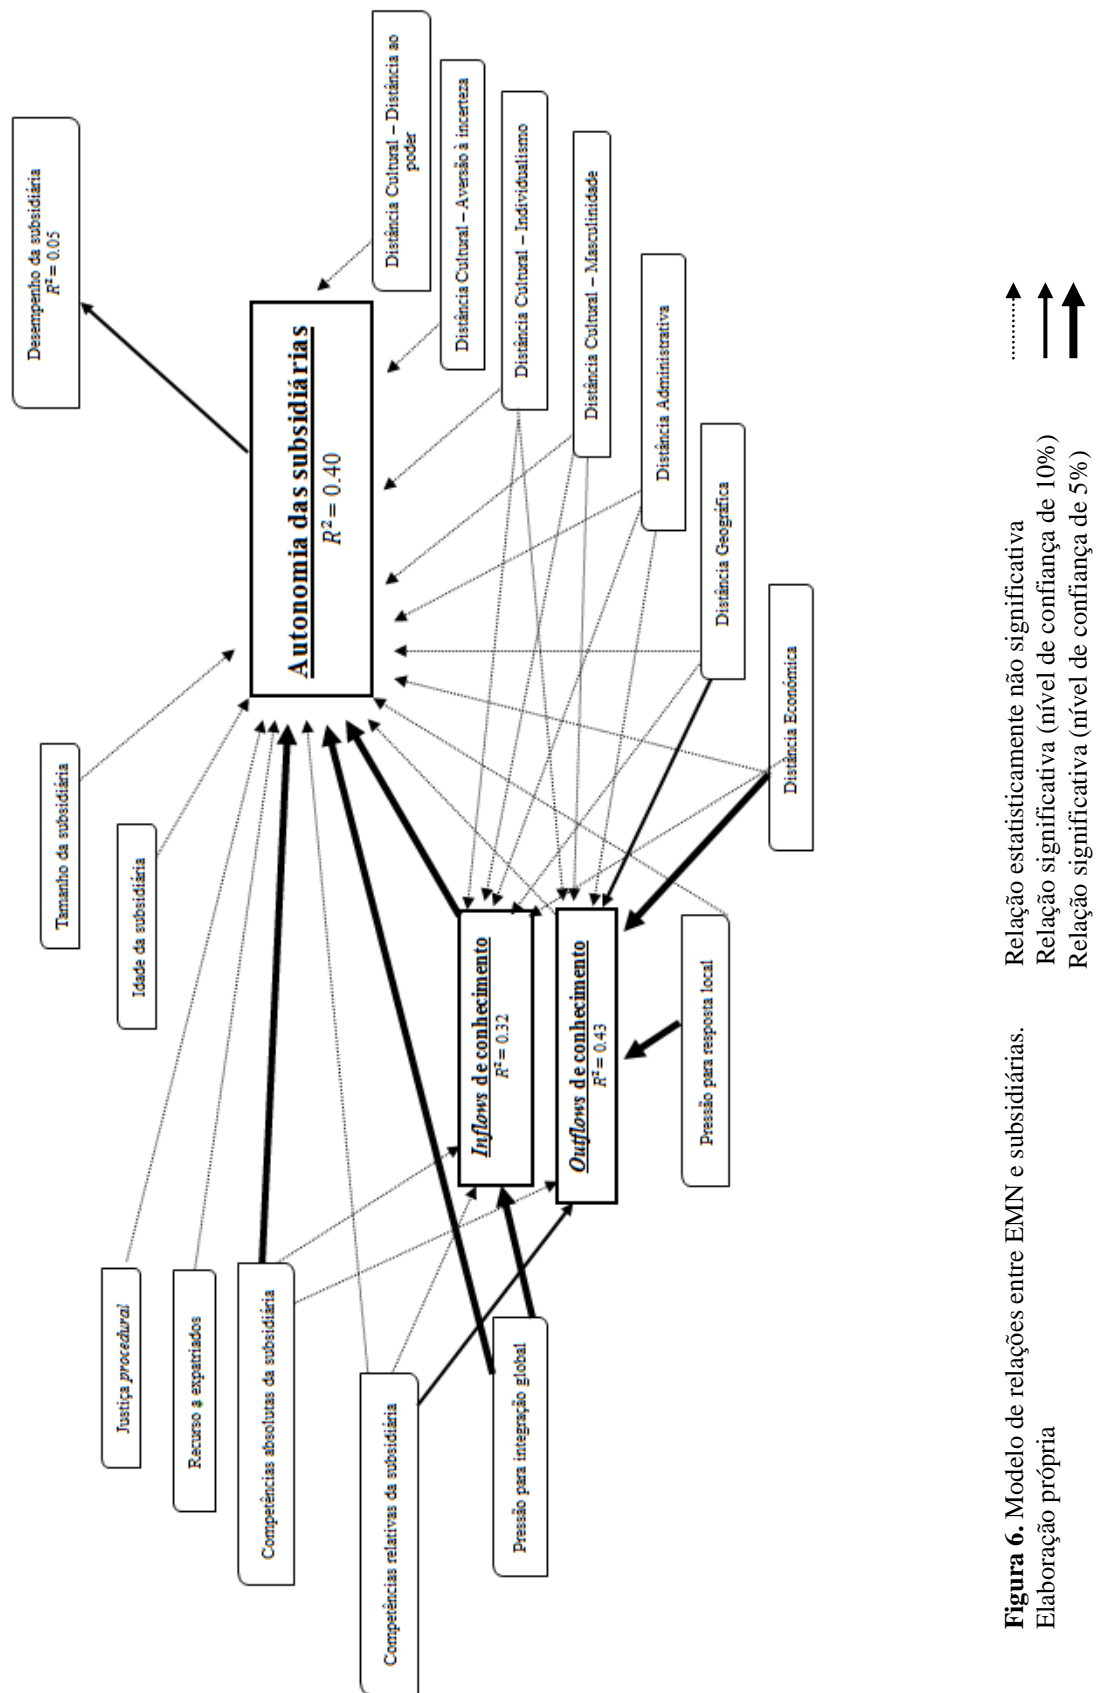 Justiça procedural
Recurso a expatriados
Competências absolutas da subsidiária
Competências relativas da subsidiária
Pressão para integração global
Tamanho da subsidiária
Idade da subsidiária
Inflows de conhecimento
R² = 0.32
Outflows de conhecimento
R² = 0.43
Pressão para resposta local
Desempenho da subsidiária
R² = 0.05
Autonomia das subsidiárias
R² = 0.40
Distância Cultural – Distância ao
poder
Distância Cultural – Aversão à incerteza
Distância Cultural – Individualismo
Distância Cultural – Masculinidade
Distância Administrativa
Distância Geográfica
Distância Económica
Figura 6. Modelo de relações entre EMN e subsidiárias.
Elaboração própria
Relação estatisticamente não significativa
Relação significativa (nível de confiança de 10%)
Relação significativa (nível de confiança de 5%)